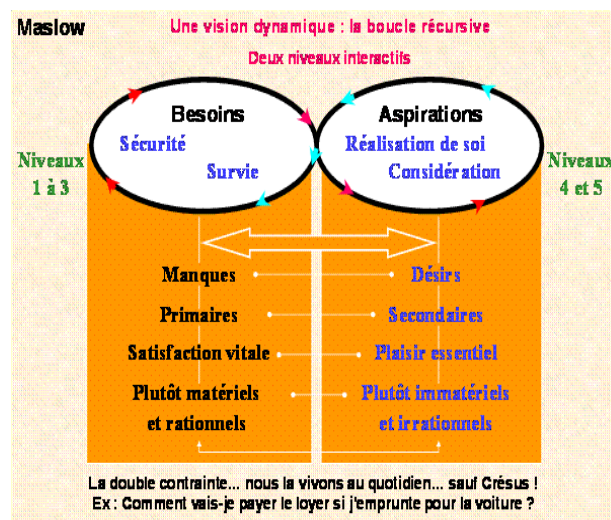 Maslow
Une vision dynamique : la boucle récursive
Deux niveaux interactifs
Besoins
Aspirations
Sécurité
Réalisation de soi
Survie
Considération
Niveaux
1 à 3
Niveaux
4 et 5
Manques
Désirs
Primaires
Secondaires
Satisfaction vitale
Plaisir essentiel
Plutôt matériels
et rationnels
Plutôt immatériels
et irrationnels
La double contrainte... nous la vivons au quotidien... sauf Crésus !
Ex : Comment vais-je payer le loyer si j'emprunte pour la voiture ?